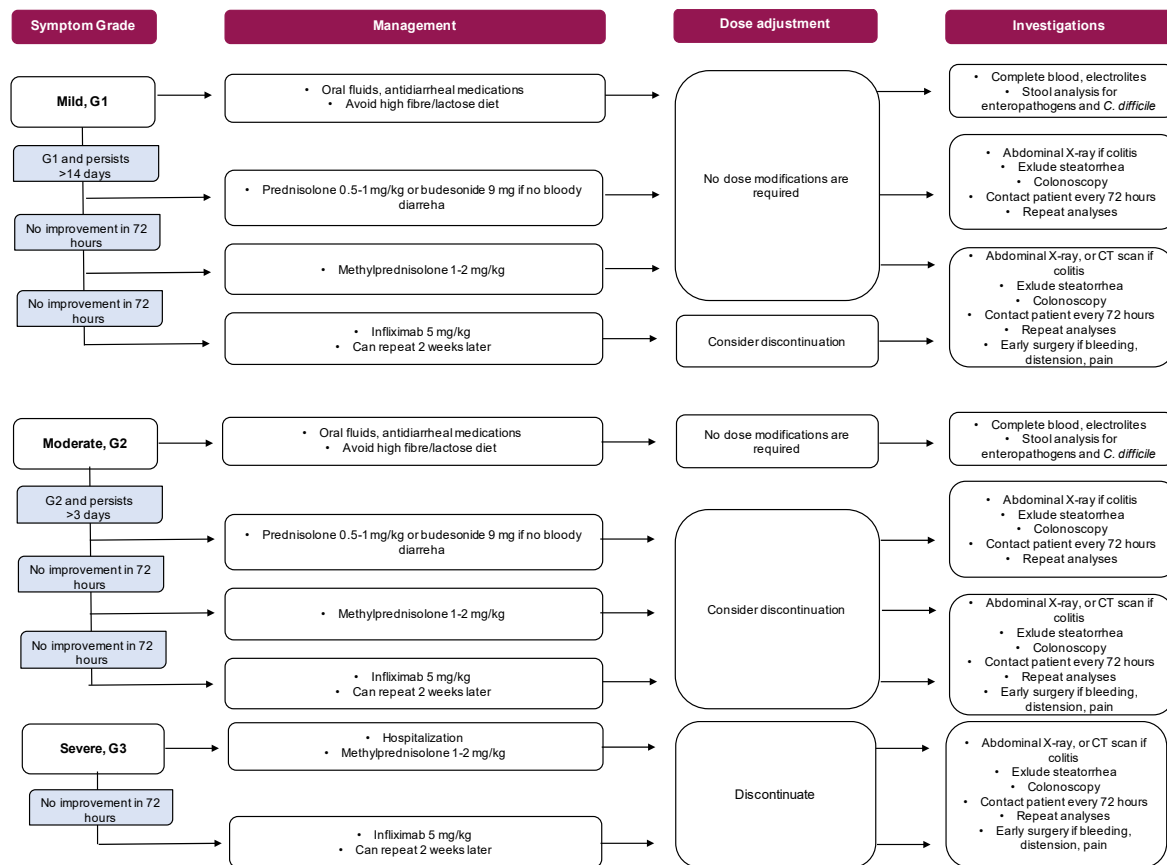 Symptom Grade
Management
Dose adjustment
Investigations
Mild, G1
• Oral fluids, antidiarrheal medications
• Avoid high fibre/lactose diet
No dose modifications are
required
• Complete blood, electrolites
• Stool analysis for
enteropathogens and C. difficile
G1 and persists
>14 days
• Prednisolone 0.5-1 mg/kg or budesonide 9 mg if no bloody
diarreha
• Abdominal X-ray if colitis
• Exlude steatorrhea
• Colonoscopy
• Contact patient every 72 hours
• Repeat analyses
No improvement in 72
hours
• Methylprednisolone 1-2 mg/kg
• Abdominal X-ray, or CT scan if
colitis
• Exlude steatorrhea
• Colonoscopy
• Contact patient every 72 hours
• Repeat analyses
• Early surgery if bleeding,
distension, pain
No improvement in 72
hours
• Infliximab 5 mg/kg
• Can repeat 2 weeks later
Consider discontinuation
Moderate, G2
• Oral fluids, antidiarrheal medications
• Avoid high fibre/lactose diet
No dose modifications are
required
• Complete blood, electrolites
• Stool analysis for
enteropathogens and C. difficile
G2 and persists
>3 days
• Prednisolone 0.5-1 mg/kg or budesonide 9 mg if no bloody
diarreha
Consider discontinuation
• Abdominal X-ray if colitis
• Exlude steatorrhea
• Colonoscopy
• Contact patient every 72 hours
• Repeat analyses
No improvement in 72
hours
• Methylprednisolone 1-2 mg/kg
• Abdominal X-ray, or CT scan if
colitis
• Exlude steatorrhea
• Colonoscopy
• Contact patient every 72 hours
• Repeat analyses
• Early surgery if bleeding,
distension, pain
No improvement in 72
hours
• Infliximab 5 mg/kg
• Can repeat 2 weeks later
Severe, G3
• Hospitalization
• Methylprednisolone 1-2 mg/kg
Discontinue
• Abdominal X-ray, or CT scan if
colitis
• Exlude steatorrhea
• Colonoscopy
• Contact patient every 72 hours
• Repeat analyses
• Early surgery if bleeding,
distension, pain
No improvement in 72
hours
• Infliximab 5 mg/kg
• Can repeat 2 weeks later